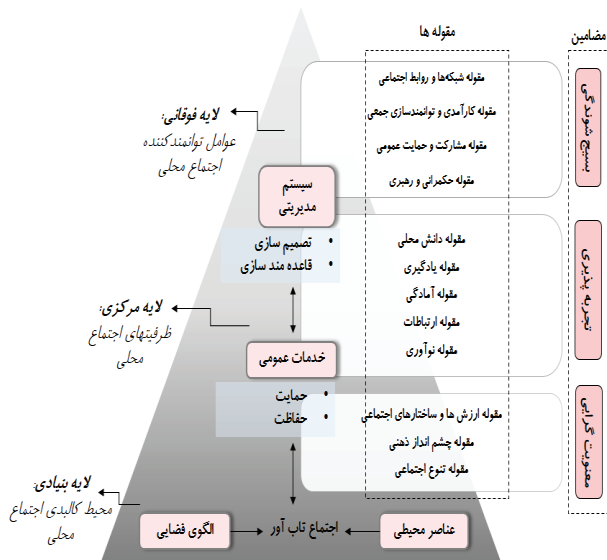 مضامین
مقوله ها
بسیج شوندگی
مقوله شبکه‌ها و روابط اجتماعی
مقوله کارآمدی و توانمندسازی جمعی
مقوله مشارکت و حمایت عمومی
مقوله حکمرانی و رهبری
لایه فوقانی:
عوامل توانمندکننده
اجتماع محلی
سیستم
مدیریتی
• تصمیم سازی
• قاعده مند سازی
تجربه پذیری
مقوله دانش محلی
مقوله یادگیری
مقوله آمادگی
مقوله ارتباطات
مقوله نوآوری
لایه مرکزی:
ظرفیتهای اجتماع
محلی
خدمات عمومی
• حمایت
• حفاظت
معنویت گرایی
مقوله ارزش ها و ساختارهای اجتماعی
مقوله چشم انداز ذهنی
مقوله تنوع اجتماعی
لایه بنیادی:
محیط کالبدی اجتماع
محلی
عناصر محیطی
اجتماع تاب آور
الگوی فضایی